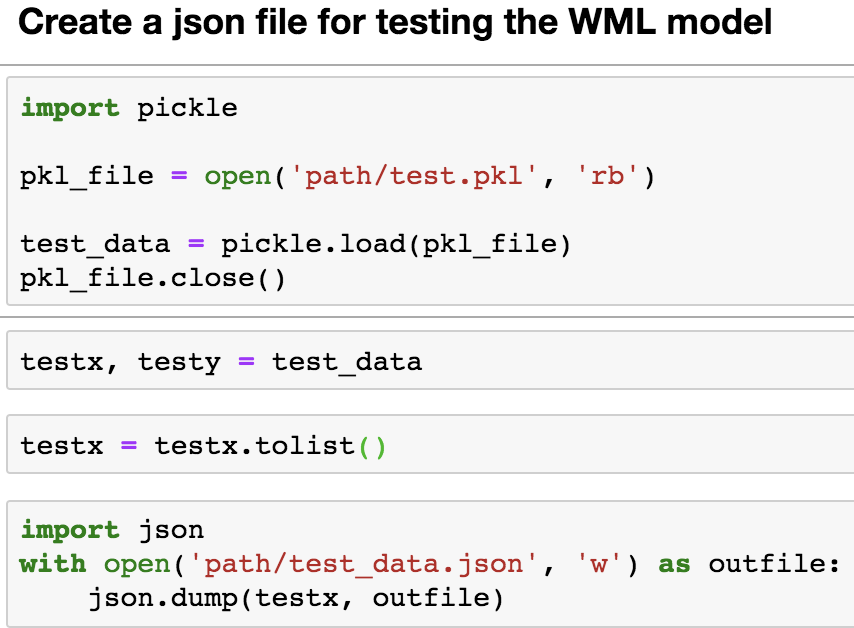 Create a json file for testing the WML model
import pickle
pkl_file = open('path/test.pkl', 'rb')
test_data = pickle.load(pkl_file)
pkl_file.close()
testx, testy = test_data
testx = testx.tolist()
import json
with open('path/test_data.json', 'w') as outfile:
    json.dump(testx, outfile)